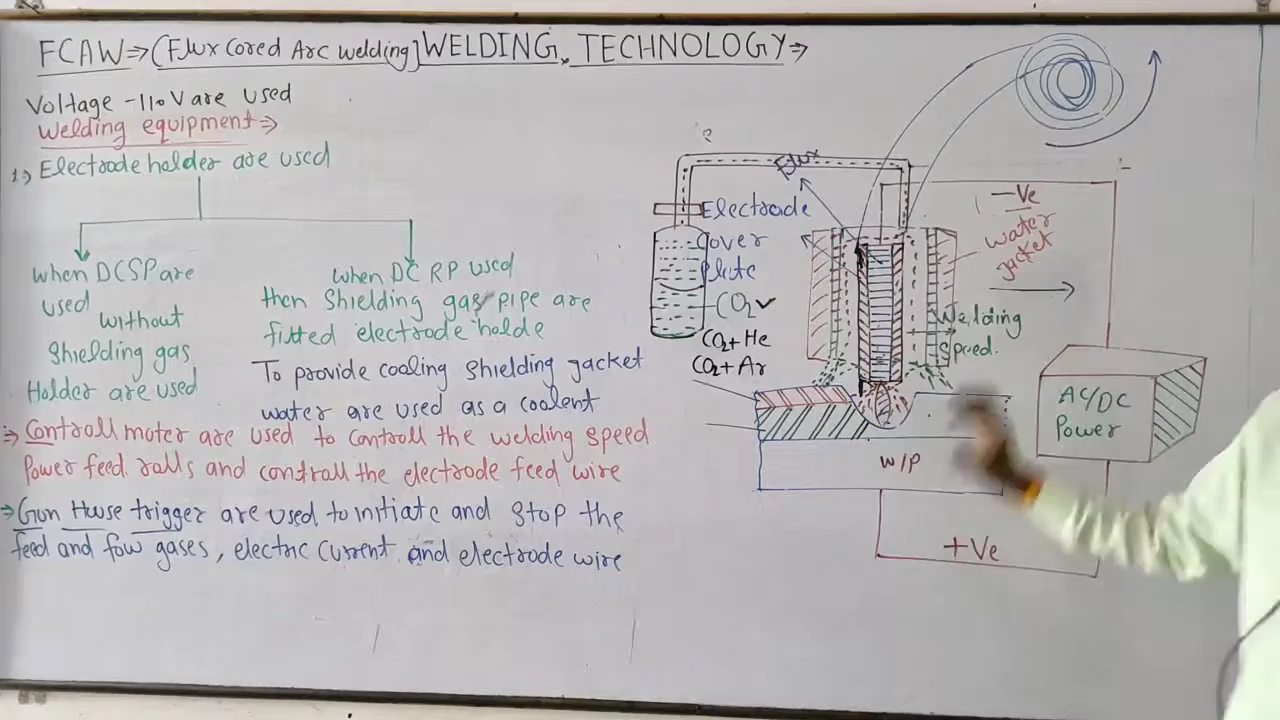 FCAW⇒(Flux Cored Arc welding] WELDING, TECHNOLOGY⇒
Voltage -110 V are used
Welding equipment⇒
1⇒ Electrode holder are used
when DCSP are
used
without
Shielding gas
Holder are used
when DC RP used
then Shielding gas pipe are
fitted electrode holde
To provide cooling shielding jacket
water are used as a coolent
⇒ Controll moter are used to controll the welding speed
Power feed ralls and contrall the electrode feed wire
⇒ Gun House trigger are used to initiate and stop the
feed and fow gases, electric current and electrode wire
?
Flux
Electrode
Cover
Plate
CO₂ ✓
CO₂+He
CO₂+Ar
-Ve
water
jacket
Welding
Speed.
AC/DC
Power
W/P
+Ve